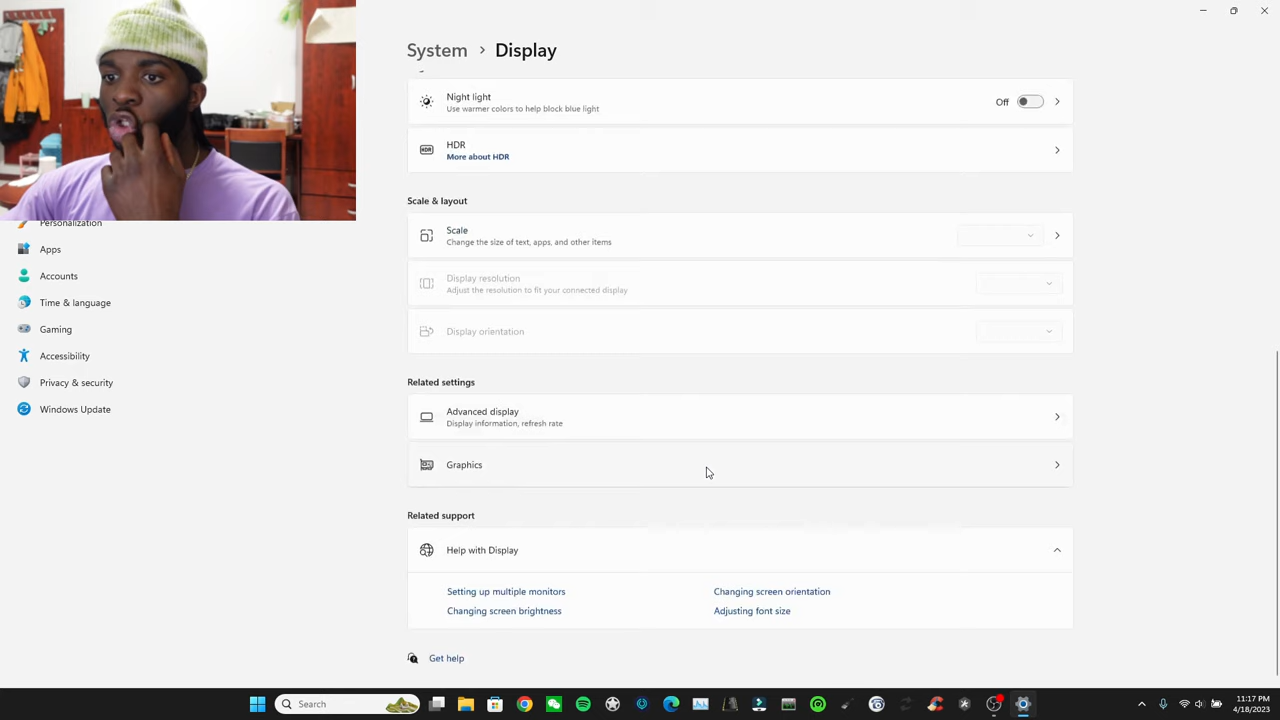 System > Display
Night light
Use warmer colors to help block blue light
Off
HDR
HDR
More about HDR
Scale & layout
Personalization
Scale
Change the size of text, apps, and other items
Apps
Accounts
Display resolution
Adjust the resolution to fit your connected display
Time & language
Gaming
Display orientation
Accessibility
Privacy & security
Related settings
Windows Update
Advanced display
Display information, refresh rate
Graphics
Related support
Help with Display
Setting up multiple monitors
Changing screen orientation
Changing screen brightness
Adjusting font size
Get help
Search
11:17 PM
4/18/2023